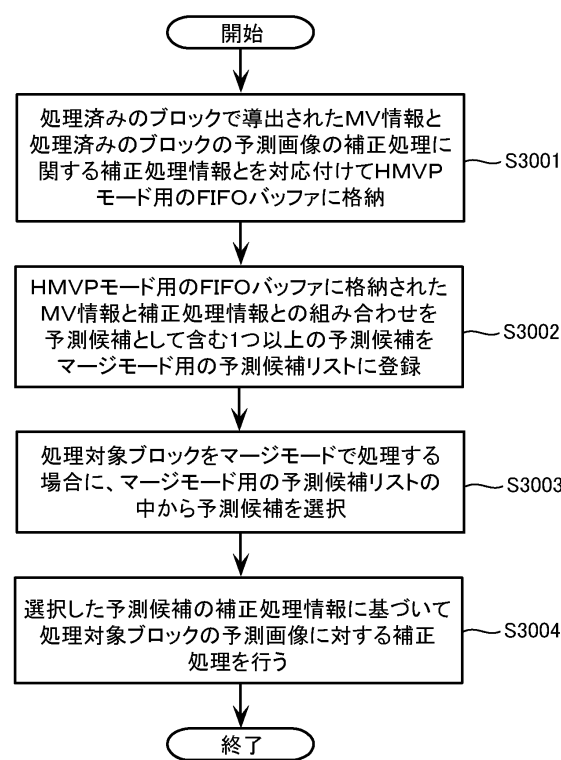 開始
処理済みのブロックで導出されたMV情報と
処理済みのブロックの予測画像の補正処理に
関する補正処理情報とを対応付けてHMVP
モード用のFIFOバッファに格納
S3001
HMVPモード用のFIFOバッファに格納された
MV情報と補正処理情報との組み合わせを
予測候補として含む1つ以上の予測候補を
マージモード用の予測候補リストに登録
S3002
処理対象ブロックをマージモードで処理する
場合に、マージモード用の予測候補リストの
中から予測候補を選択
S3003
選択した予測候補の補正処理情報に基づいて
処理対象ブロックの予測画像に対する補正
処理を行う
S3004
終了